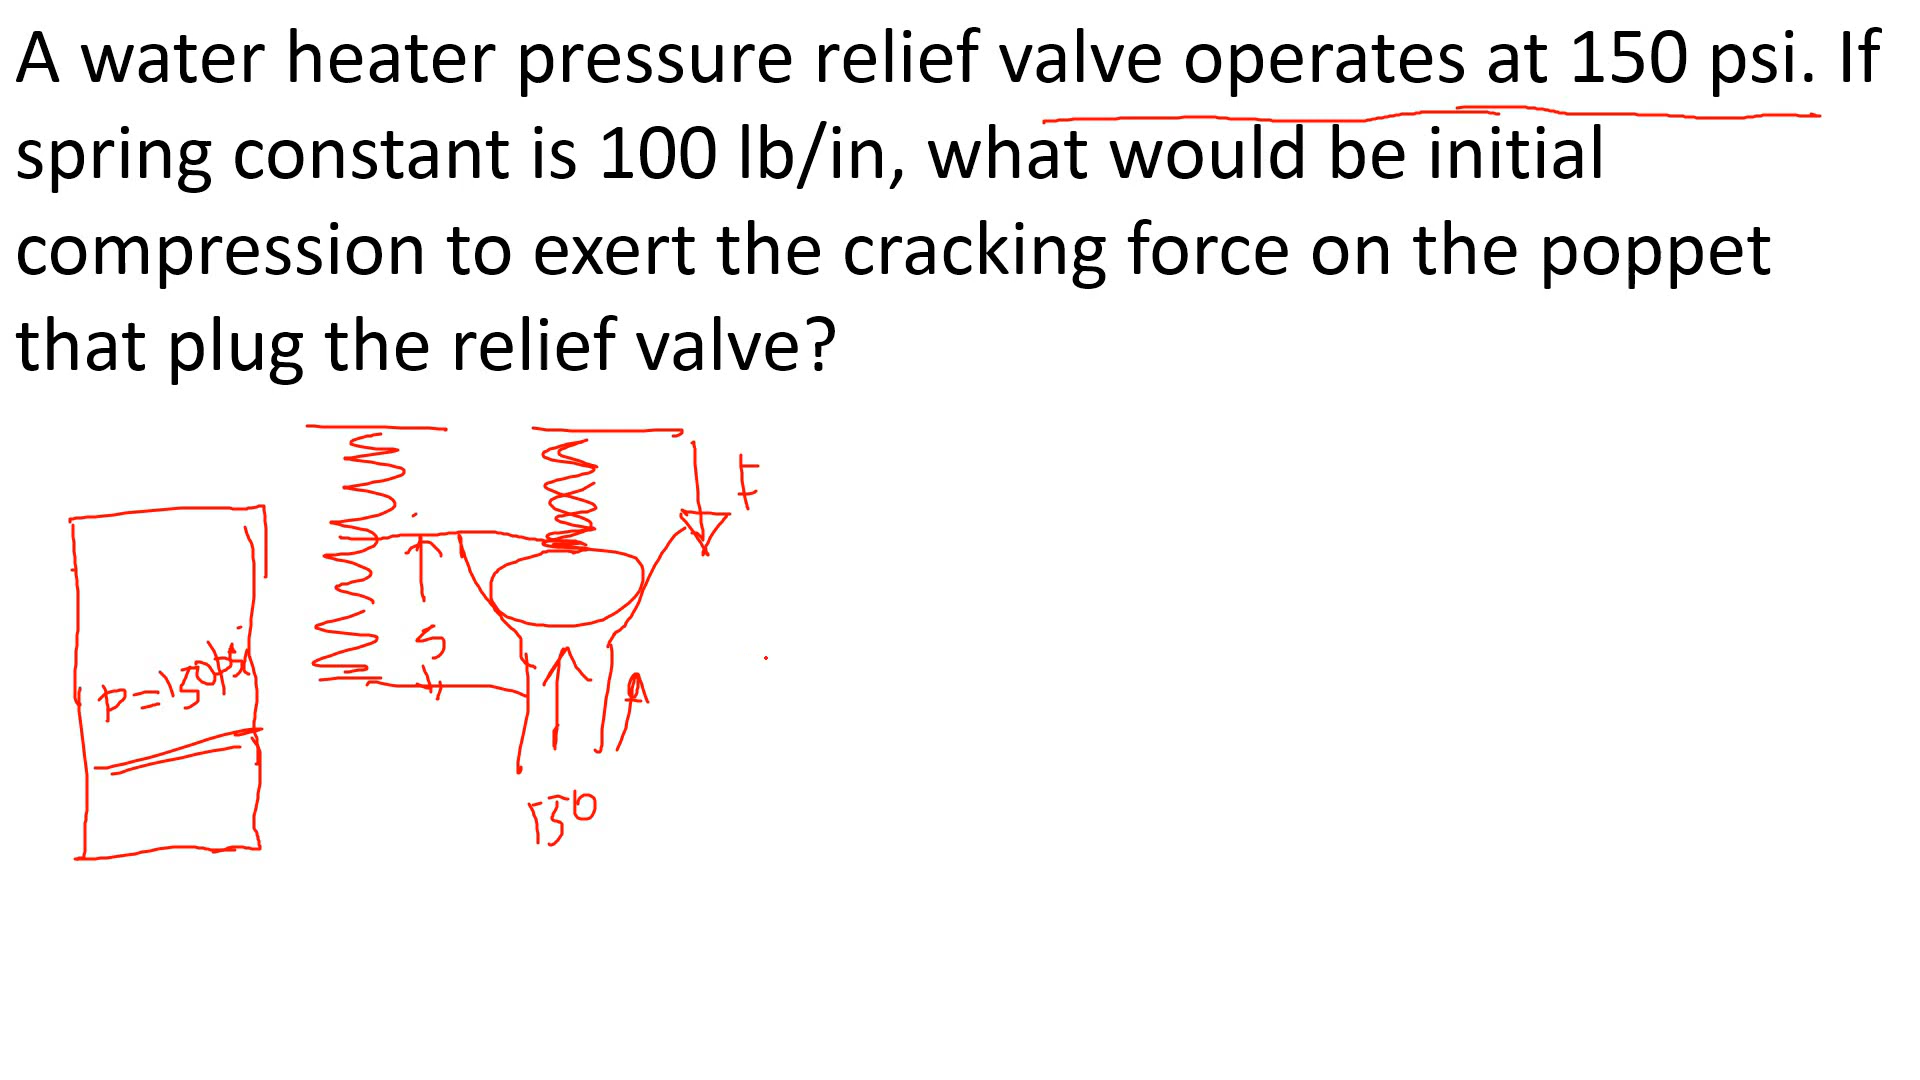 A water heater pressure relief valve operates at 150 psi. If
spring constant is 100 lb/in, what would be initial
compression to exert the cracking force on the poppet
that plug the relief valve?
F
S
P=150psi
A
150